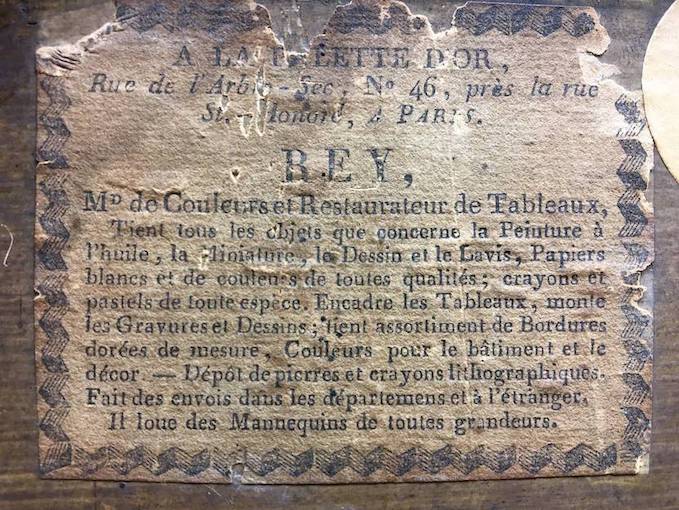 A LA PALETTE D'OR,
Rue de l'Arbre-Sec, Nº 46, près la rue
St.-Honoré, A PARIS.
REY,
Mᴰ de Couleurs et Restaurateur de Tableaux,
Tient tous les objets que concerne la Peinture à
l'huile, la Miniature, le Dessin et le Lavis, Papiers
blancs et de couleurs de toutes qualités; crayons et
pastels de toute espèce. Encadre les Tableaux, monte
les Gravures et Dessins; tient assortiment de Bordures
dorées de mesure, Couleurs pour le bâtiment et le
décor. — Dépôt de pierres et crayons lithographiques.
Fait des envois dans les départemens et à l'étranger.
Il loue des Mannequins de toutes grandeurs.